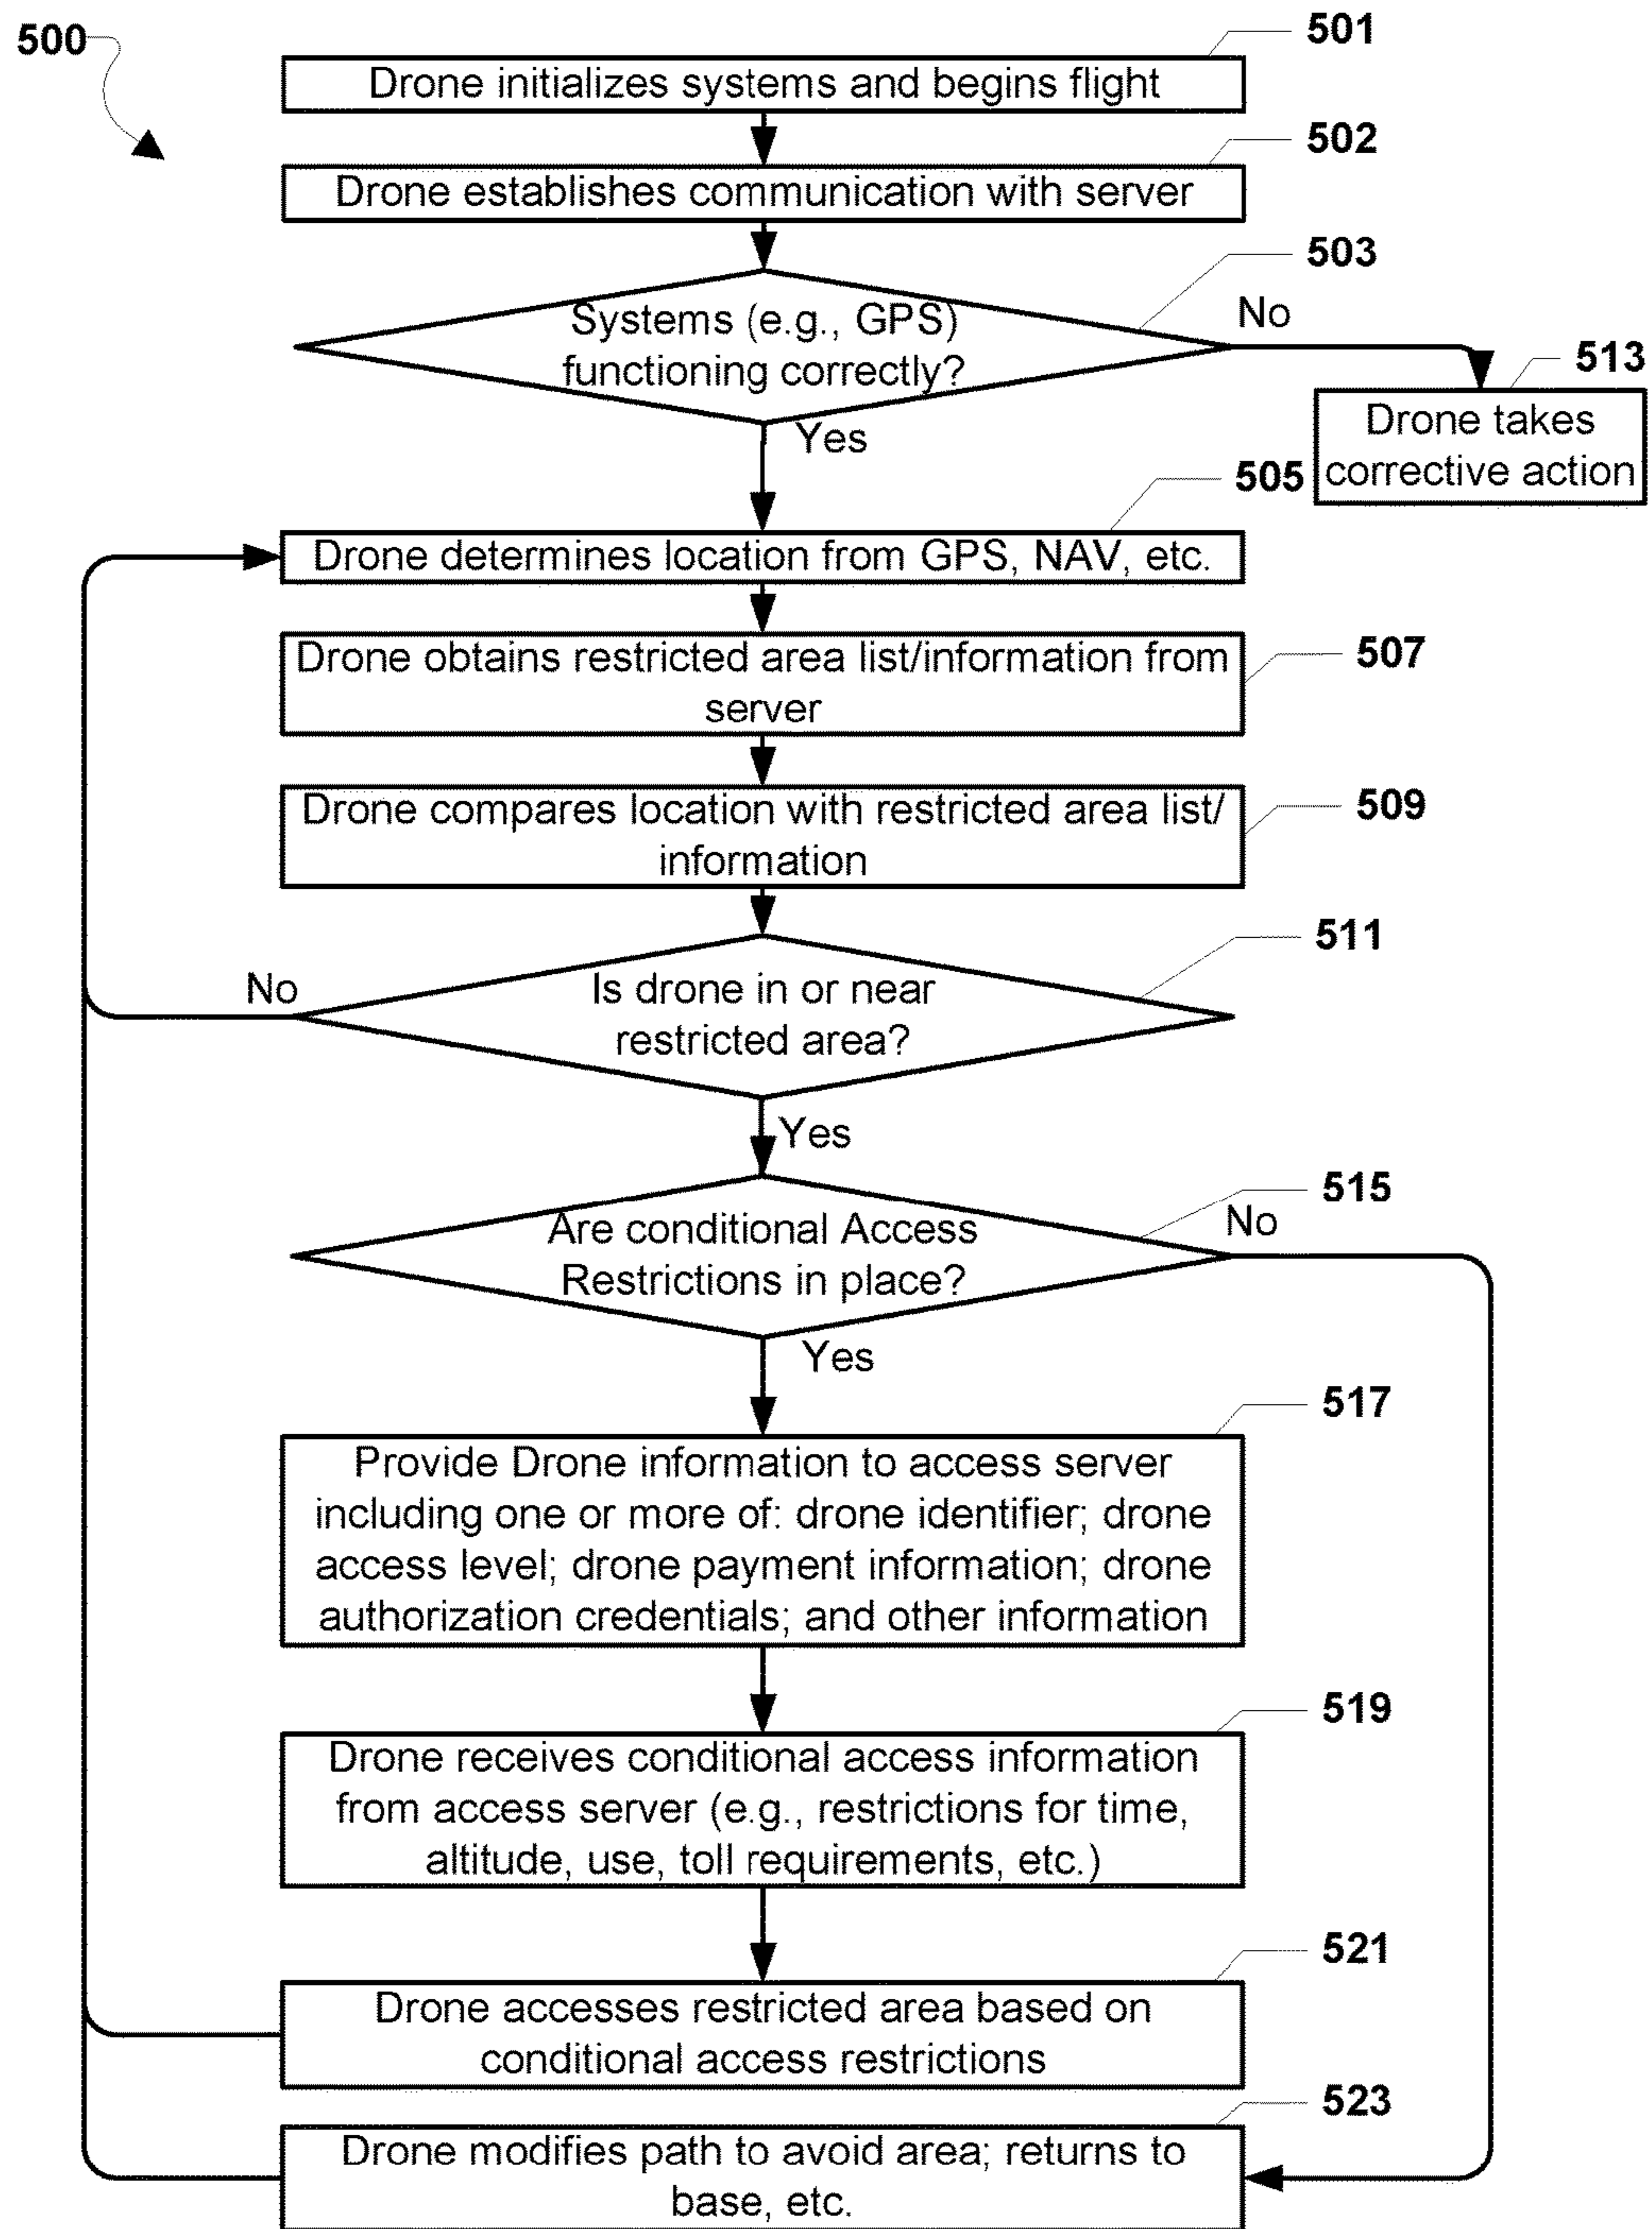 500
501
Drone initializes systems and begins flight
502
Drone establishes communication with server
503
Systems (e.g., GPS)
functioning correctly?
No
Yes
513
Drone takes
corrective action
505
Drone determines location from GPS, NAV, etc.
507
Drone obtains restricted area list/information from
server
509
Drone compares location with restricted area list/
information
511
Is drone in or near
restricted area?
No
Yes
515
Are conditional Access
Restrictions in place?
No
Yes
517
Provide Drone information to access server
including one or more of: drone identifier; drone
access level; drone payment information; drone
authorization credentials; and other information
519
Drone receives conditional access information
from access server (e.g., restrictions for time,
altitude, use, toll requirements, etc.)
521
Drone accesses restricted area based on
conditional access restrictions
523
Drone modifies path to avoid area; returns to
base, etc.